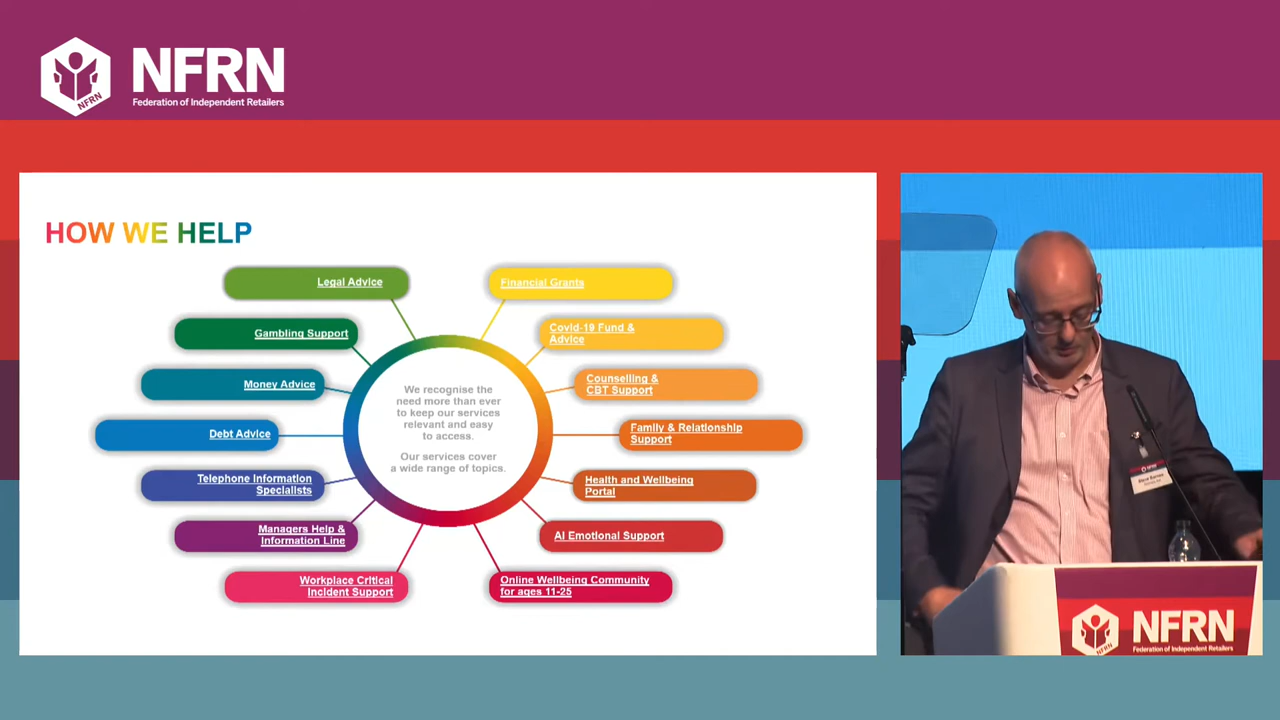 NFRN
Federation of Independent Retailers
NFRN
HOW WE HELP
Legal Advice
Gambling Support
Money Advice
Debt Advice
Telephone Information
Specialists
Managers Help &
Information Line
Workplace Critical
Incident Support
We recognise the
need more than ever
to keep our services
relevant and easy
to access.
Our services cover
a wide range of topics.
Financial Grants
Covid-19 Fund &
Advice
Counselling &
CBT Support
Family & Relationship
Support
Health and Wellbeing
Portal
AI Emotional Support
Online Wellbeing Community
for ages 11-25
NFRN
NFRN
Federation of Independent Retailers
NFRN